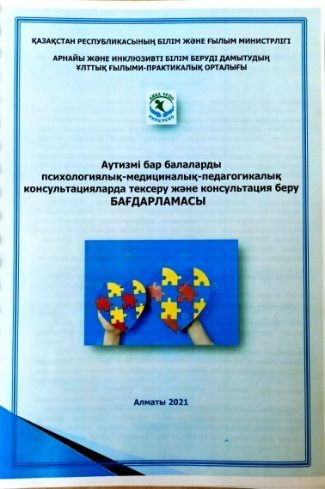 ҚАЗАҚСТАН РЕСПУБЛИКАСЫНЫҢ БІЛІМ ЖӘНЕ ҒЫЛЫМ МИНИСТРЛІГІ
АРНАЙЫ ЖӘНЕ ИНКЛЮЗИВТІ БІЛІМ БЕРУДІ ДАМЫТУДЫҢ
ҰЛТТЫҚ ҒЫЛЫМИ-ПРАКТИКАЛЫҚ ОРТАЛЫҒЫ
Аутизмі бар балаларды
психологиялық-медициналық-педагогикалық
консультацияларда тексеру және консультация беру
БАҒДАРЛАМАСЫ
Алматы 2021